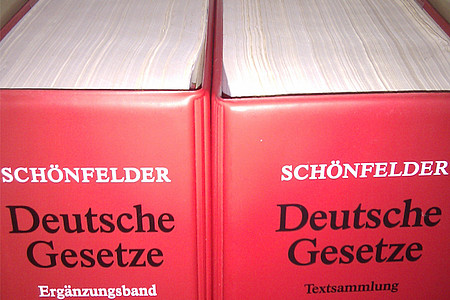 SCHÖNFELDER
Deutsche
Gesetze
Ergänzungsband
SCHÖNFELDER
Deutsche
Gesetze
Textsammlung